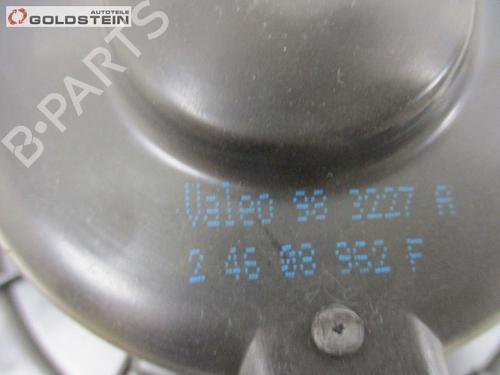 AUTOTEILE
GOLDSTEIN
B-PARTS
Valeo 98 3227 A
2 46 08 952 F